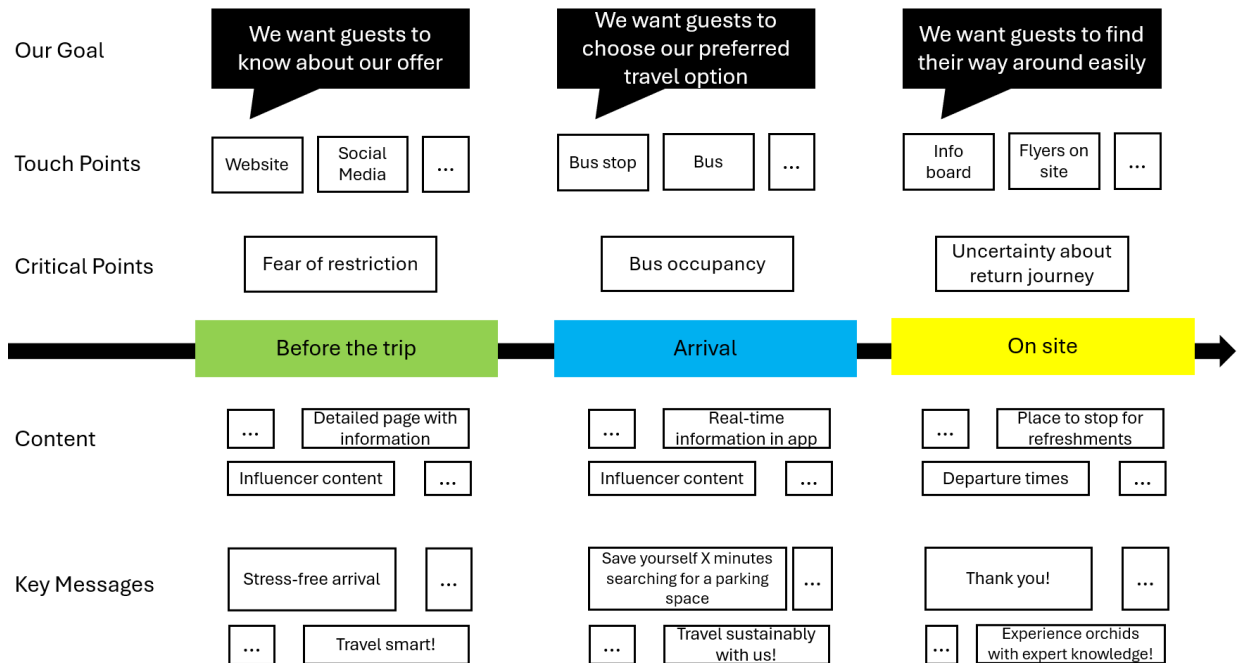 Our Goal
We want guests to
know about our offer
We want guests to
choose our preferred
travel option
We want guests to find
their way around easily
Touch Points
Website
Social
Media
...
Bus stop
Bus
...
Info
board
Flyers on
site
...
Critical Points
Fear of restriction
Bus occupancy
Uncertainty about
return journey
Before the trip
Arrival
On site
Content
...
Detailed page with
information
Influencer content
...
...
Real-time
information in app
Influencer content
...
...
Place to stop for
refreshments
Departure times
...
Key Messages
Stress-free arrival
...
...
Travel smart!
Save yourself X minutes
searching for a parking
space
...
...
Travel sustainably
with us!
Thank you!
...
...
Experience orchids
with expert knowledge!